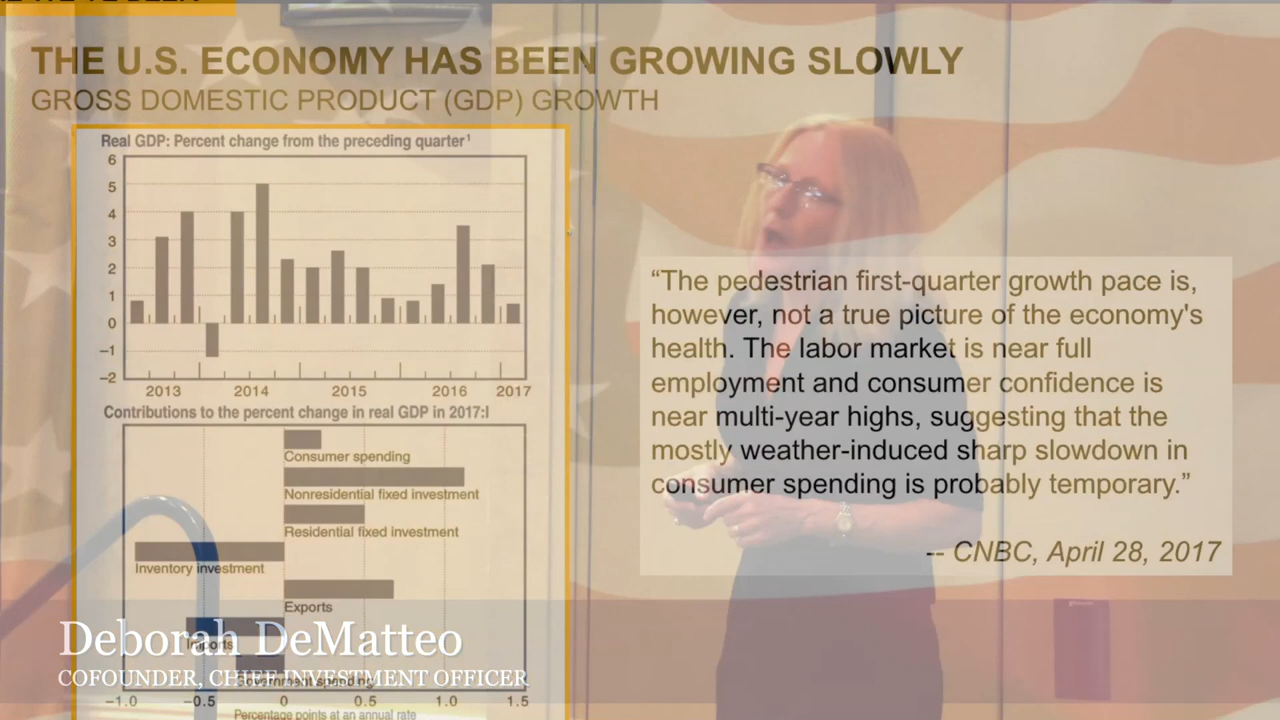 THE U.S. ECONOMY HAS BEEN GROWING SLOWLY
GROSS DOMESTIC PRODUCT (GDP) GROWTH
Real GDP: Percent change from the preceding quarter¹
6
5
4
3
2
1
0
−1
−2
2013 2014 2015 2016 2017
Contributions to the percent change in real GDP in 2017:I
Consumer spending
Nonresidential fixed investment
Residential fixed investment
Inventory investment
Exports
Imports
Government spending
−1.0 −0.5 0 0.5 1.0 1.5
Percentage points at an annual rate
“The pedestrian first-quarter growth pace is,
however, not a true picture of the economy's
health. The labor market is near full
employment and consumer confidence is
near multi-year highs, suggesting that the
mostly weather-induced sharp slowdown in
consumer spending is probably temporary.”
-- CNBC, April 28, 2017
Deborah DeMatteo
COFOUNDER, CHIEF INVESTMENT OFFICER